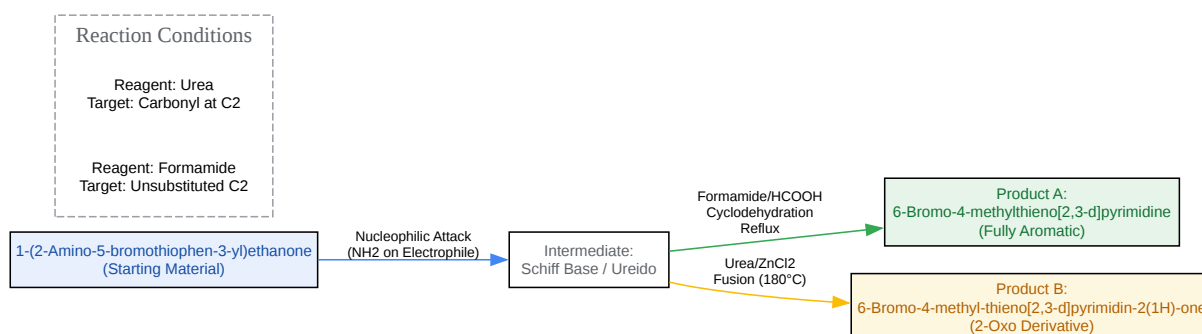 Reaction Conditions
Reagent: Urea
Target: Carbonyl at C2
Reagent: Formamide
Target: Unsubstituted C2
1-(2-Amino-5-bromothiophen-3-yl)ethanone
(Starting Material)
Nucleophilic Attack
(NH2 on Electrophile)
Intermediate:
Schiff Base / Ureido
Formamide/HCOOH
Cyclodehydration
Reflux
Urea/ZnCl2
Fusion (180°C)
Product A:
6-Bromo-4-methylthieno[2,3-d]pyrimidine
(Fully Aromatic)
Product B:
6-Bromo-4-methyl-thieno[2,3-d]pyrimidin-2(1H)-one
(2-Oxo Derivative)